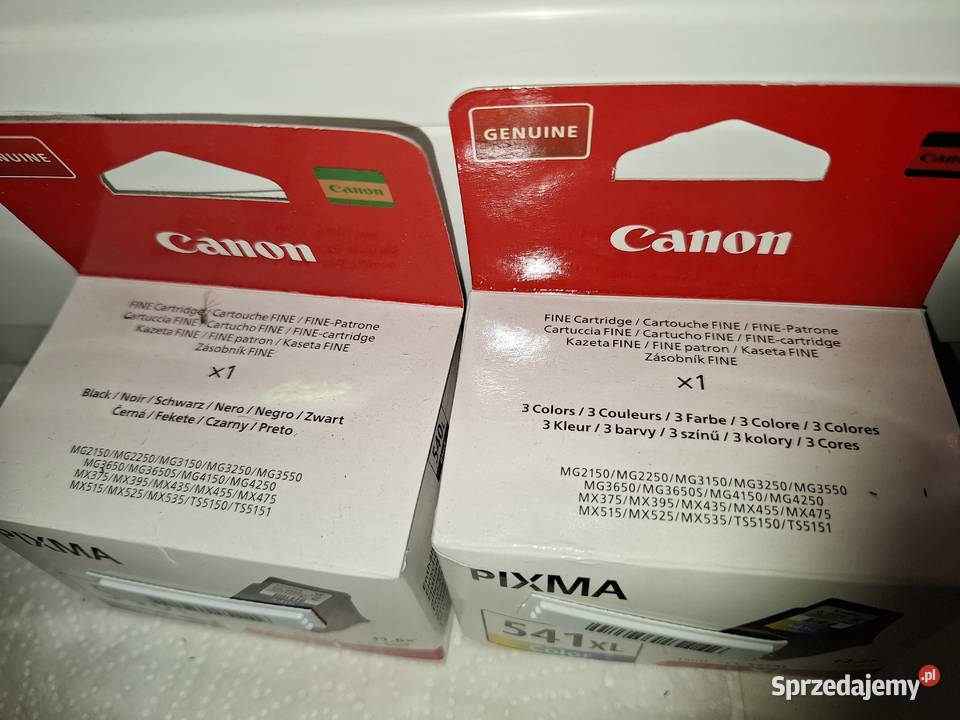 NUINE
Canon
Canon
FINE Cartridge / Cartouche FINE / FINE-Patrone
Cartuccia FINE / Cartucho FINE / FINE-cartridge
Kazeta FINE / FINE patron / Kaseta FINE
Zásobník FINE
x1
Black / Noir / Schwarz / Nero / Negro / Zwart
Černá / Fekete / Czarny / Preto
MG2150/MG2250/MG3150/MG3250/MG3550
MG3650/MG3650S/MG4150/MG4250
MX375/MX395/MX435/MX455/MX475
MX515/MX525/MX535/TS5150/TS5151
PIXMA
GENUINE
Canon
Canon
FINE Cartridge / Cartouche FINE / FINE-Patrone
Cartuccia FINE / Cartucho FINE / FINE-cartridge
Kazeta FINE / FINE patron / Kaseta FINE
Zásobník FINE
x1
3 Colors / 3 Couleurs / 3 Farbe / 3 Colore / 3 Colores
3 Kleur / 3 barvy / 3 színű / 3 kolory / 3 Cores
MG2150/MG2250/MG3150/MG3250/MG3550
MG3650/MG3650S/MG4150/MG4250
MX375/MX395/MX435/MX455/MX475
MX515/MX525/MX535/TS5150/TS5151
PIXMA
541XL
Color
Sprzedajemy.pl